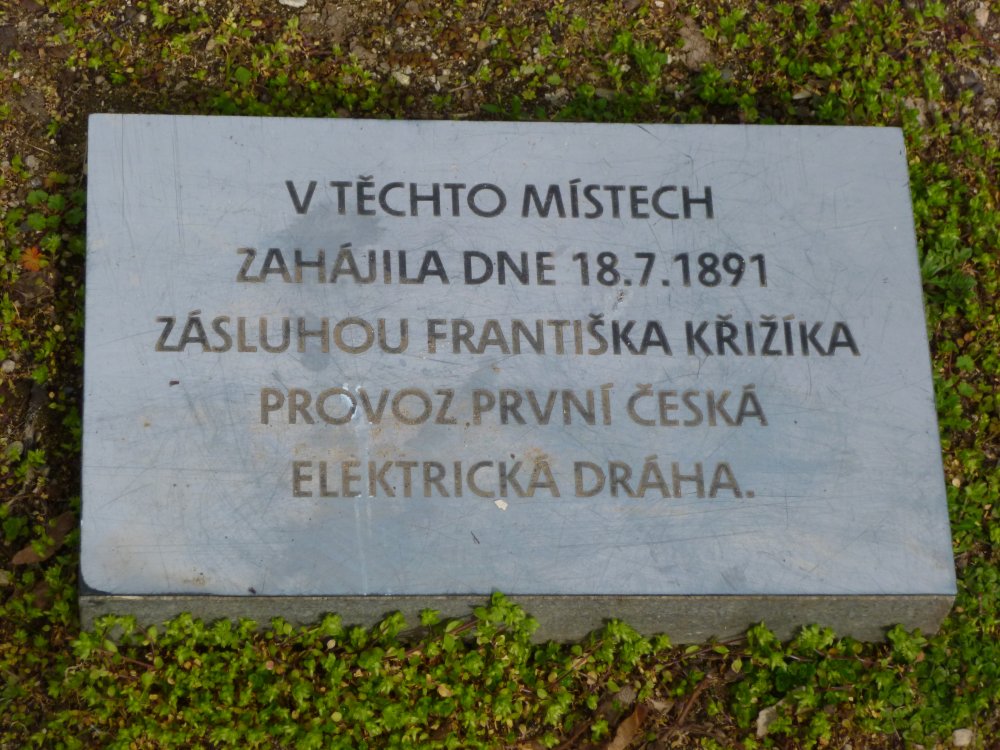 V TĚCHTO MÍSTECH
ZAHÁJILA DNE 18.7.1891
ZÁSLUHOU FRANTIŠKA KŘIŽÍKA
PROVOZ PRVNÍ ČESKÁ
ELEKTRICKÁ DRÁHA.